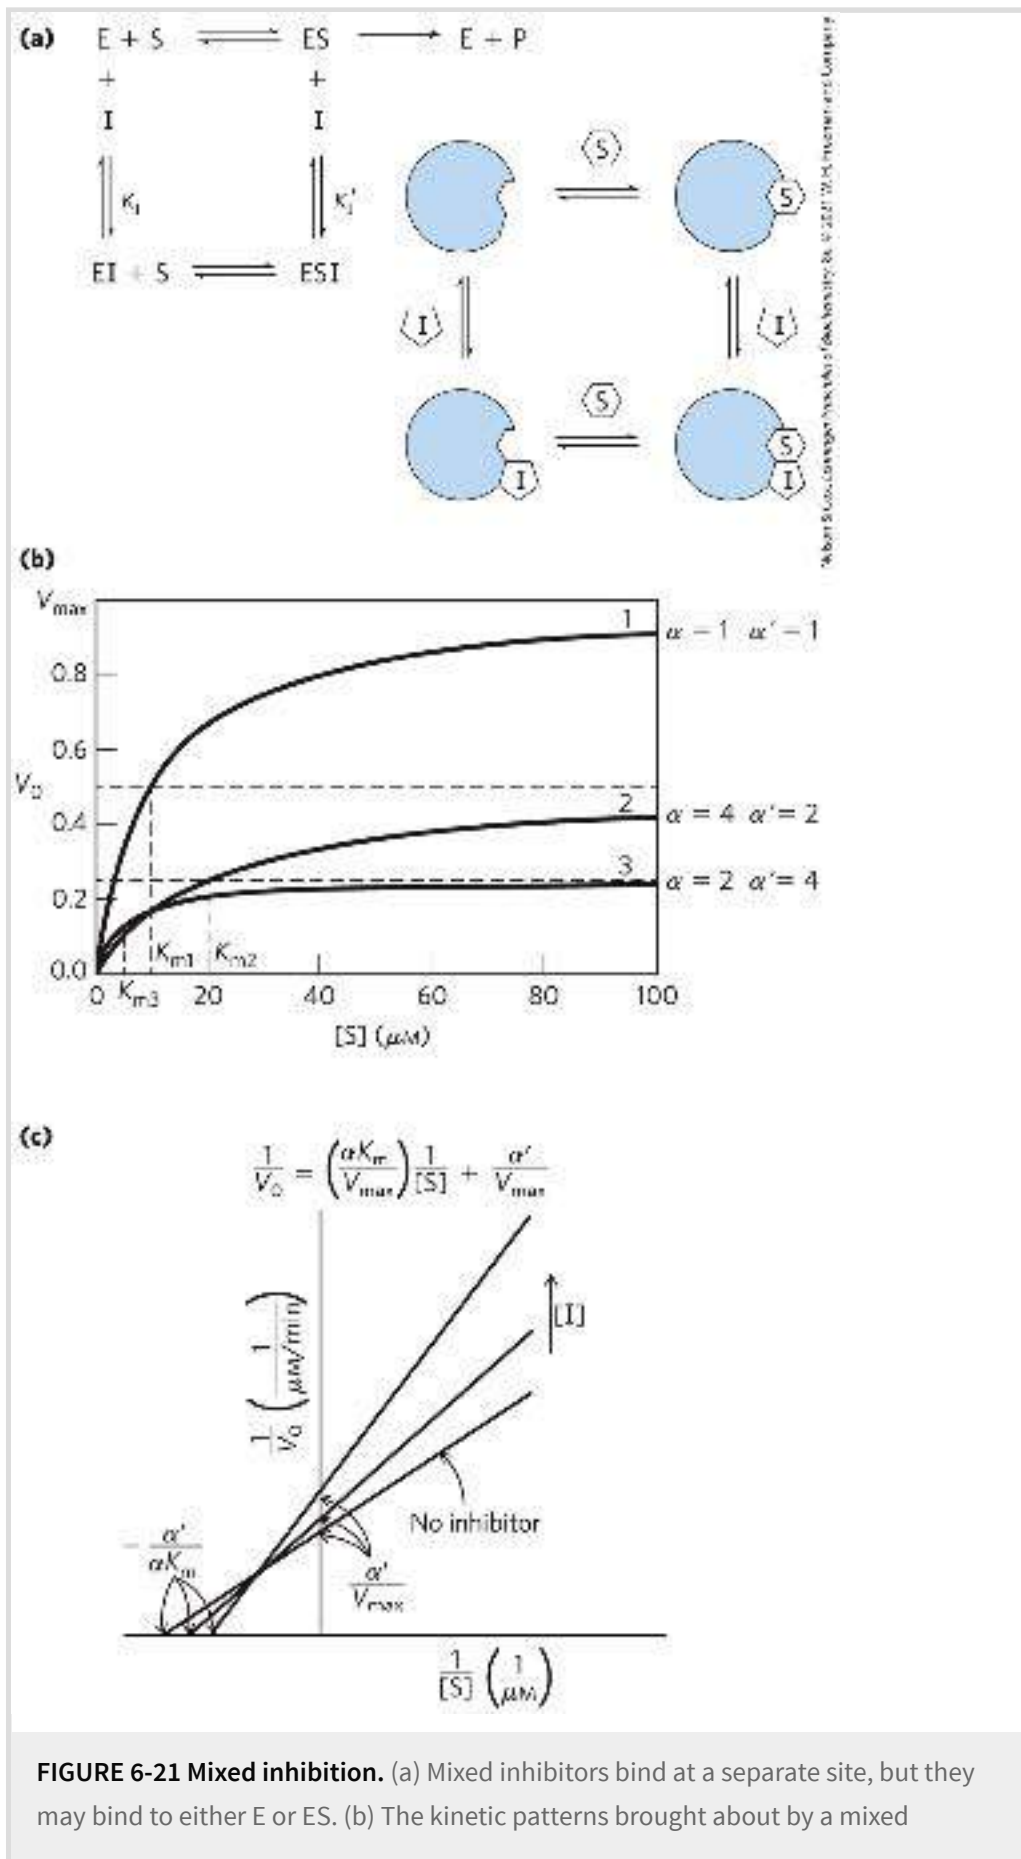 (a)
E + S ⇌ ES → E + P
+ +
I I
K_I K_I'
EI + S ⇌ ESI
S
S
I
I
S
S
I
I
(b)
V_max
0.8
0.6
V_0
0.4
0.2
0.0
1
α = 1 α' = 1
2
α = 4 α' = 2
3
α = 2 α' = 4
K_m1
K_m2
K_m3
0 20 40 60 80 100
[S] (μM)
(c)
1/V_0 = (αK_m/V_max) 1/[S] + α'/V_max
1/V_0 (1/μM/min)
[I]
No inhibitor
− α'/αK_m
α'/V_max
1/[S] (1/μM)
FIGURE 6-21 Mixed inhibition. (a) Mixed inhibitors bind at a separate site, but they
may bind to either E or ES. (b) The kinetic patterns brought about by a mixed